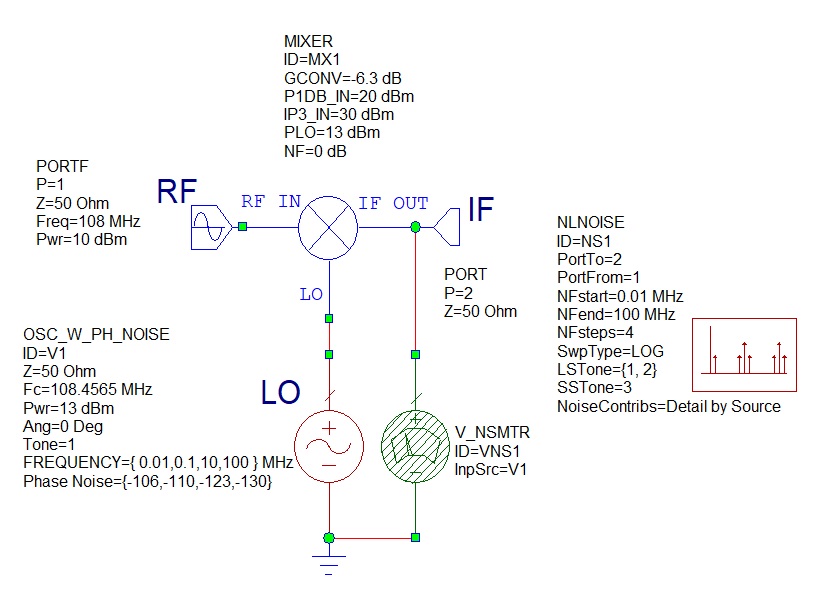 MIXER
ID=MX1
GCONV=-6.3 dB
P1DB_IN=20 dBm
IP3_IN=30 dBm
PLO=13 dBm
NF=0 dB
PORTF
P=1
Z=50 Ohm
Freq=108 MHz
Pwr=10 dBm
RF
RF IN
IF OUT
IF
LO
PORT
P=2
Z=50 Ohm
NLNOISE
ID=NS1
PortTo=2
PortFrom=1
NFstart=0.01 MHz
NFend=100 MHz
NFsteps=4
SwpType=LOG
LSTone={1, 2}
SSTone=3
NoiseContribs=Detail by Source
OSC_W_PH_NOISE
ID=V1
Z=50 Ohm
Fc=108.4565 MHz
Pwr=13 dBm
Ang=0 Deg
Tone=1
FREQUENCY={ 0.01,0.1,10,100 } MHz
Phase Noise={-106,-110,-123,-130}
LO
V_NSMTR
ID=VNS1
InpSrc=V1